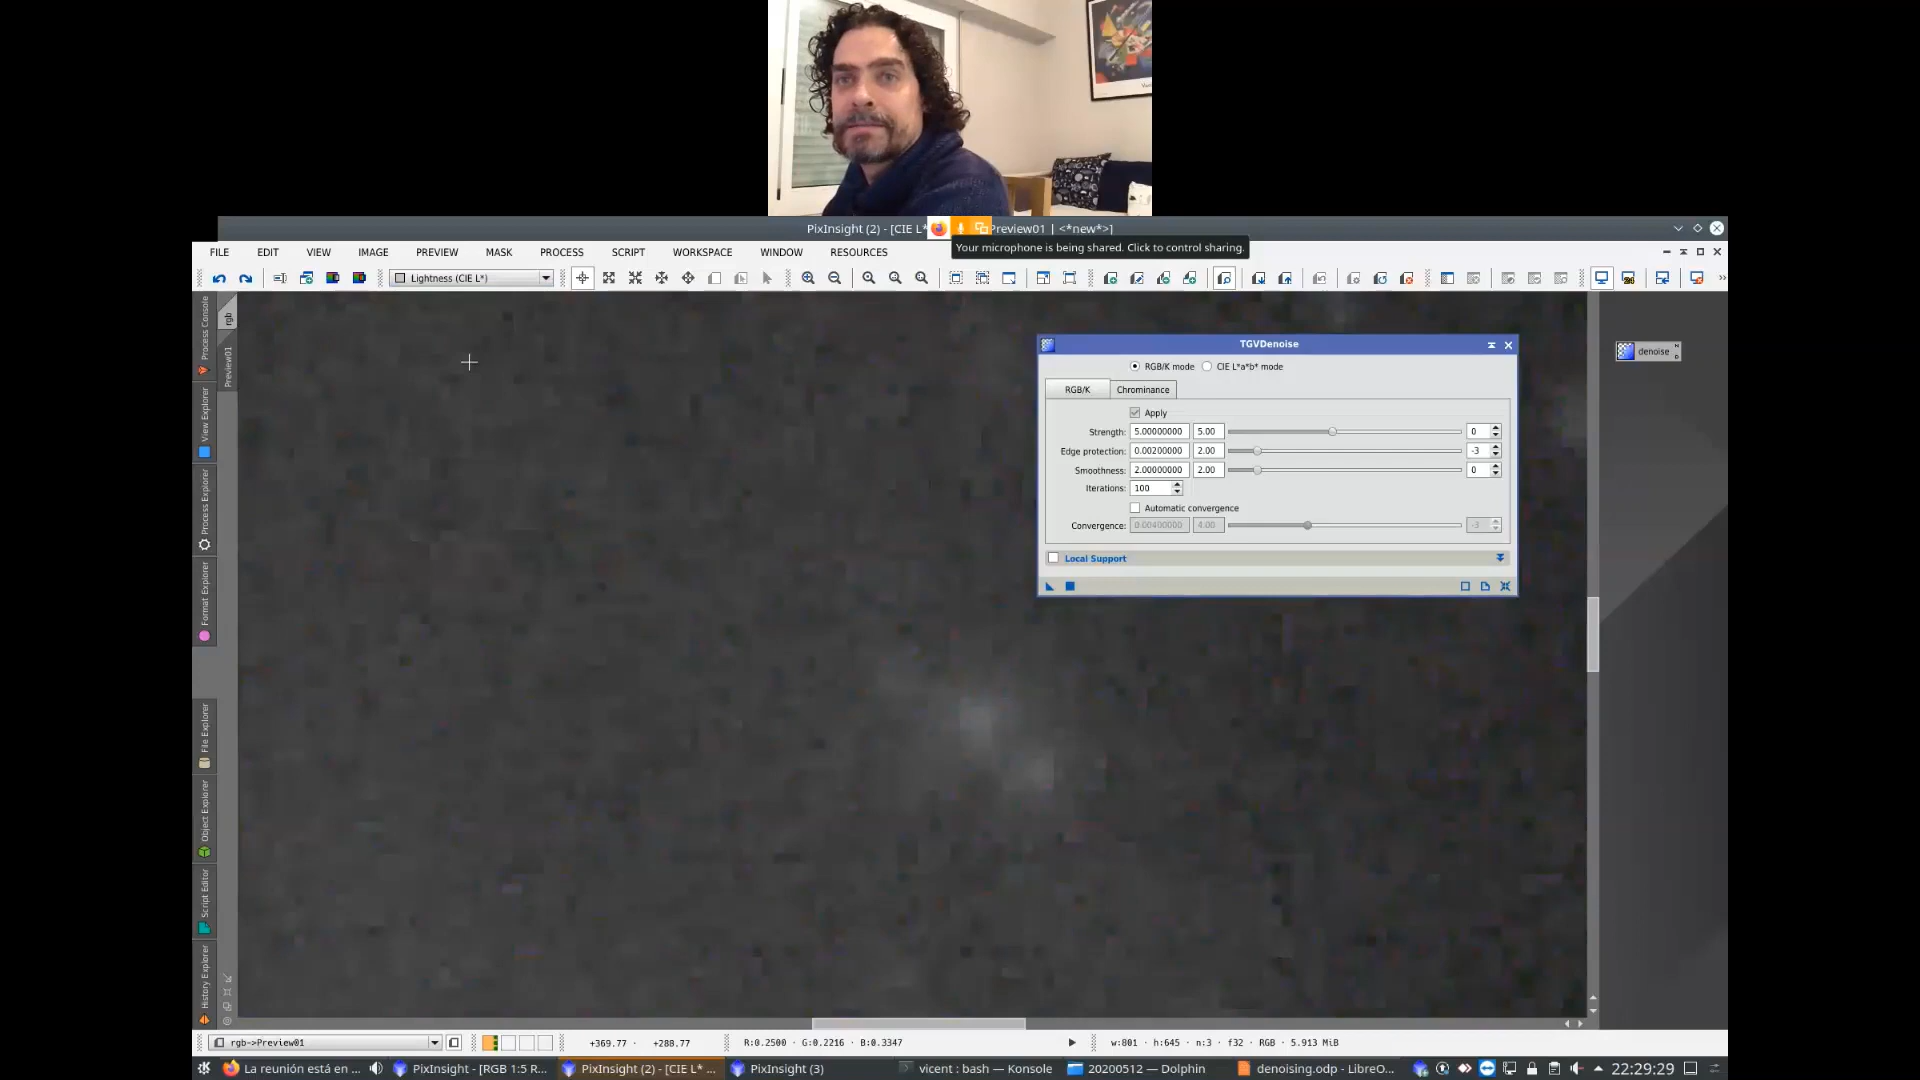 PixInsight (2) - [CIE L*
Preview01 | <*new*>]
Your microphone is being shared. Click to control sharing.
FILE EDIT VIEW IMAGE PREVIEW MASK PROCESS SCRIPT WORKSPACE WINDOW RESOURCES
Lightness (CIE L*)
Process Console
View Explorer
Process Explorer
Format Explorer
File Explorer
Object Explorer
Script Editor
History Explorer
rgb
Preview01
TGVDenoise
RGB/K mode CIE L*a*b* mode
RGB/K Chrominance
Apply
Strength: 5.00000000 5.00 0
Edge protection: 0.00200000 2.00 -3
Smoothness: 2.00000000 2.00 0
Iterations: 100
Automatic convergence
Convergence: 0.00400000 4.00 -3
Local Support
denoise
N
D
rgb->Preview01
+369.77 · +288.77
R:0.2500 · G:0.2216 · B:0.3347
w:801 · h:645 · n:3 · f32 · RGB · 5.913 MiB
La reunión está en ...
PixInsight - [RGB 1:5 R...
PixInsight (2) - [CIE L* ...
PixInsight (3)
vicent : bash — Konsole
20200512 — Dolphin
denoising.odp - LibreO...
22:29:29